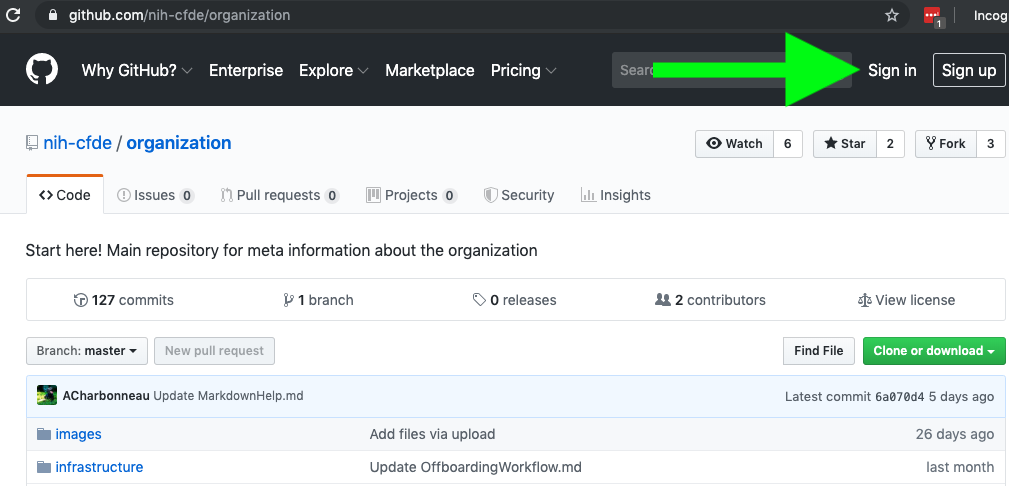 github.com/nih-cfde/organization
1
Incog
Why GitHub? Enterprise Explore Marketplace Pricing Sear Sign in Sign up
nih-cfde / organization Watch 6 Star 2 Fork 3
Code Issues 0 Pull requests 0 Projects 0 Security Insights
Start here! Main repository for meta information about the organization
127 commits 1 branch 0 releases 2 contributors View license
Branch: master New pull request Find File Clone or download
ACharbonneau Update MarkdownHelp.md Latest commit 6a070d4 5 days ago
images Add files via upload 26 days ago
infrastructure Update OffboardingWorkflow.md last month